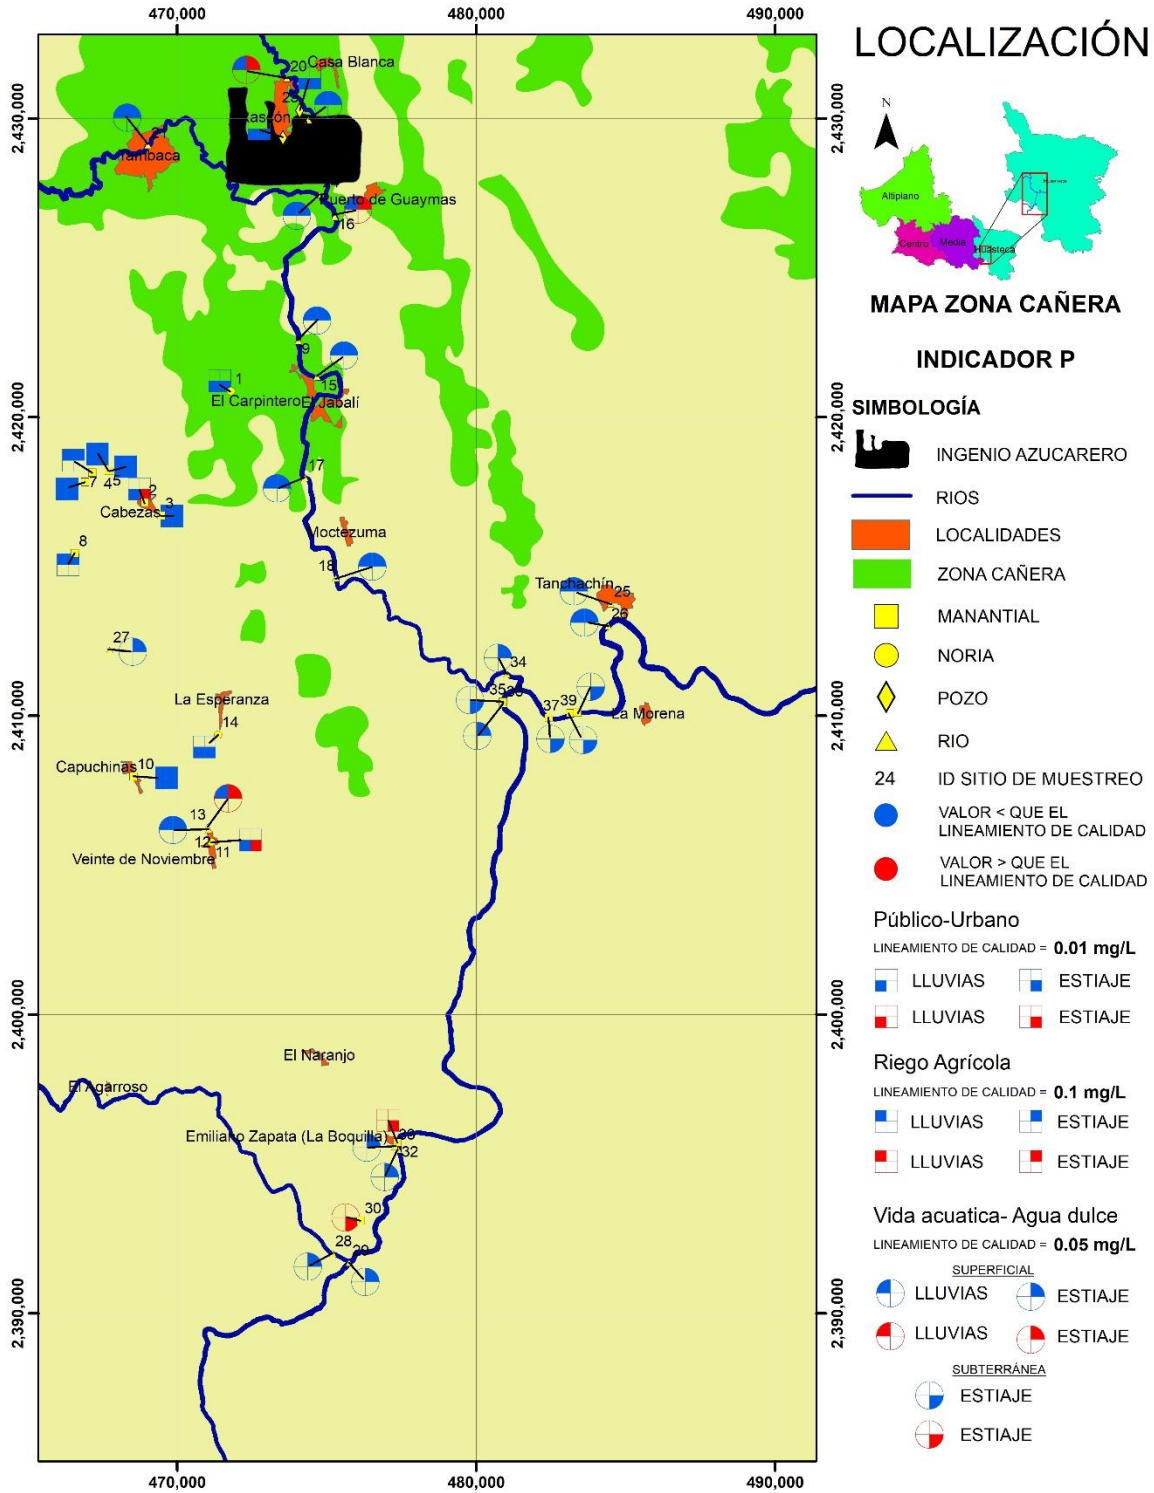 470,000
480,000
490,000
LOCALIZACIÓN
N
Altiplano
Centro
Media
Huasteca
MAPA ZONA CAÑERA
INDICADOR P
SIMBOLOGÍA
INGENIO AZUCARERO
RIOS
LOCALIDADES
ZONA CAÑERA
MANANTIAL
NORIA
POZO
RIO
24 ID SITIO DE MUESTREO
VALOR < QUE EL
LINEAMIENTO DE CALIDAD
VALOR > QUE EL
LINEAMIENTO DE CALIDAD
Público-Urbano
LINEAMIENTO DE CALIDAD = 0.01 mg/L
LLUVIAS ESTIAJE
LLUVIAS ESTIAJE
Riego Agrícola
LINEAMIENTO DE CALIDAD = 0.1 mg/L
LLUVIAS ESTIAJE
LLUVIAS ESTIAJE
Vida acuatica- Agua dulce
LINEAMIENTO DE CALIDAD = 0.05 mg/L
SUPERFICIAL
LLUVIAS ESTIAJE
LLUVIAS ESTIAJE
SUBTERRÁNEA
ESTIAJE
ESTIAJE
20 Casa Blanca
2,430,000
2,430,000
Puerto de Guaymas
16
9
15
1
El Carpintero
El Jabalí
2,420,000
2,420,000
17
7
4
5
2
3
Cabezas
8
Moctezuma
18
Tanchachín
25
26
27
34
35
La Esperanza
14
2,410,000
2,410,000
37
39
La Morena
Capuchinas
10
13
12
11
Veinte de Noviembre
2,400,000
2,400,000
El Naranjo
El Agarroso
Emiliano Zapata (La Boquilla)
33
32
30
28
29
2,390,000
2,390,000
470,000
480,000
490,000